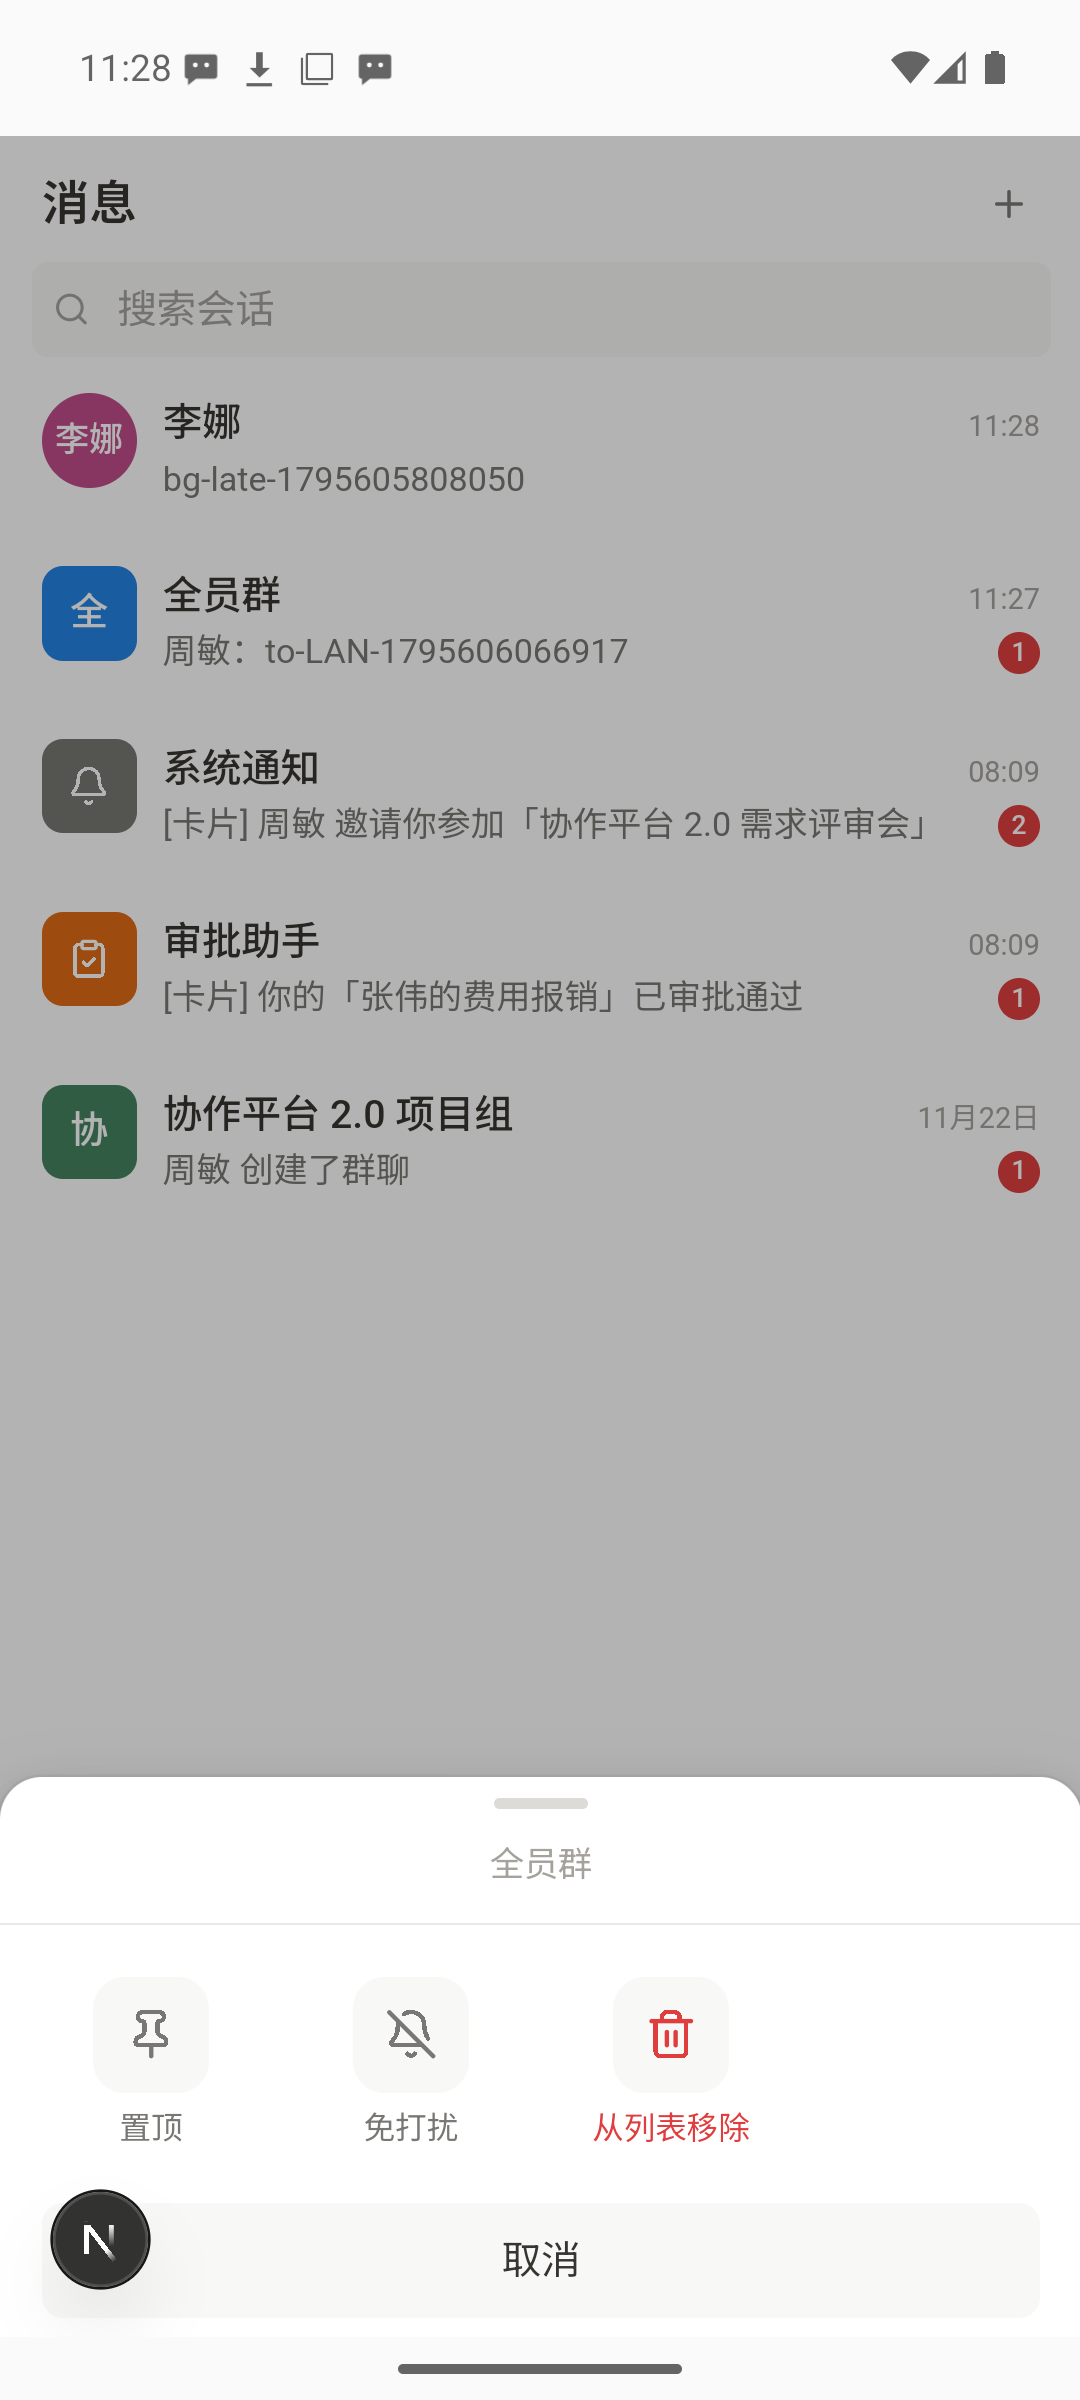 11:28
消息
搜索会话
李娜
李娜
11:28
bg-late-1795605808050
全
全员群
11:27
周敏：to-LAN-1795606066917
1
系统通知
08:09
[卡片] 周敏 邀请你参加「协作平台 2.0 需求评审会」
2
审批助手
08:09
[卡片] 你的「张伟的费用报销」已审批通过
1
协
协作平台 2.0 项目组
11月22日
周敏 创建了群聊
1
全员群
置顶
免打扰
从列表移除
N
取消